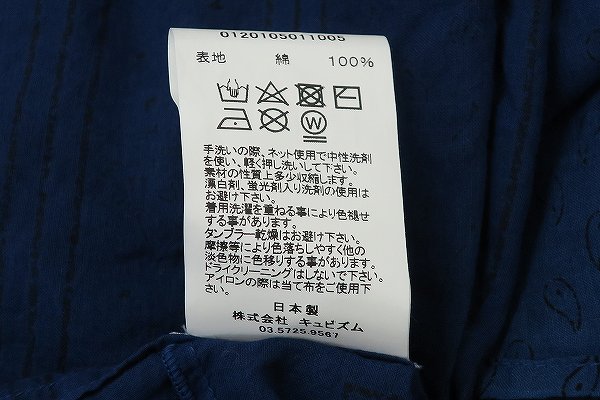 0120105011005
表地 綿 100%
W
手洗いの際、ネット使用で中性洗剤
を使い、軽く押し洗いして下さい。
素材の性質上多少収縮します。
漂白剤、蛍光剤入り洗剤の使用は
お避け下さい。
着用洗濯を重ねる事により色褪せ
する事があります。
タンブラー乾燥はお避け下さい。
摩擦等により色落ちしやすく他の
淡色物に色移りする事があります。
ドライクリーニングはしないで下さい。
アイロンの際は当て布をご使用下
さい。
日本製
株式会社 キュビズム
03.5725.9567